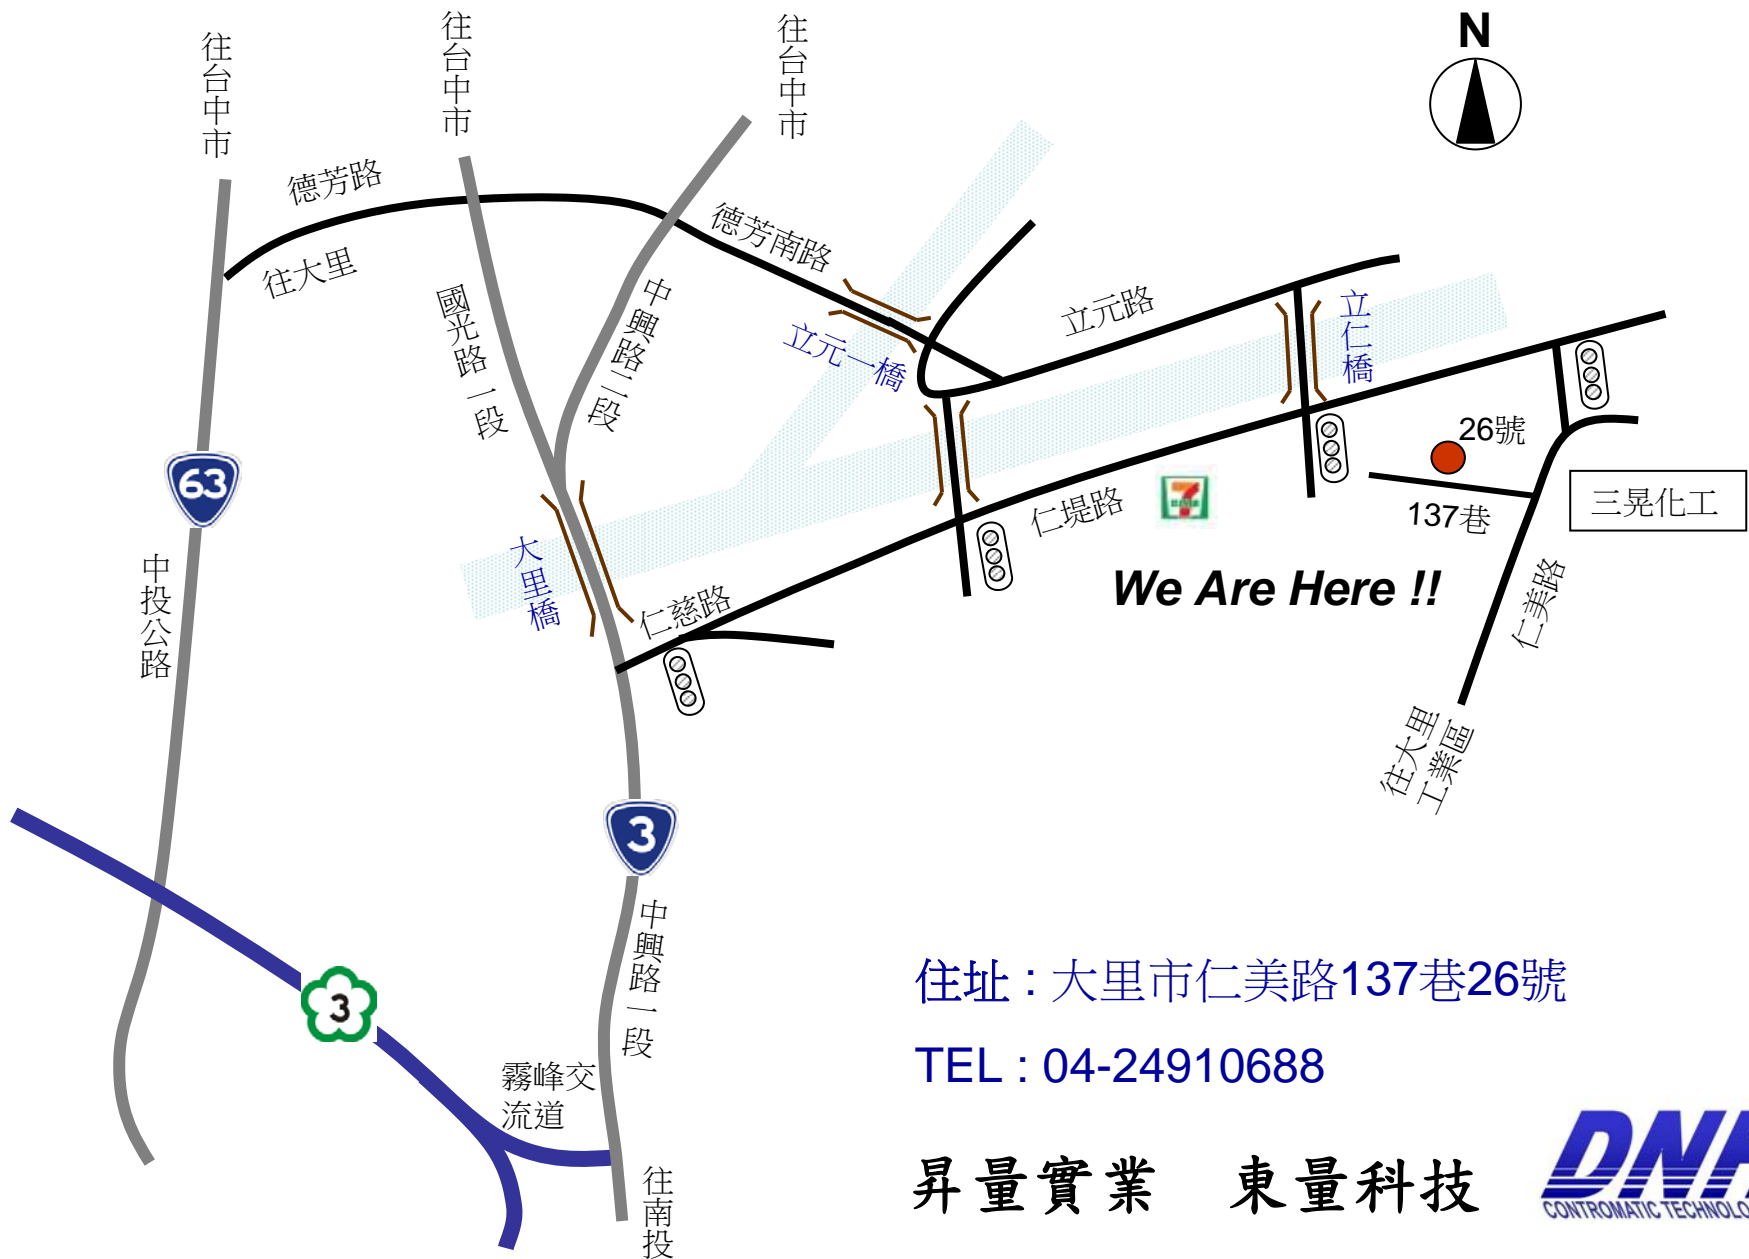 往台中市
往台中市
往台中市
N
德芳路
往大里
德芳南路
國光路一段
中興路二段
立元一橋
立元路
立仁橋
26號
137巷
三晃化工
63
中投公路
大里橋
仁慈路
仁堤路
7
We Are Here !!
仁美路
往大里
工業區
3
中興路一段
3
霧峰交
流道
往南投
住址：大里市仁美路137巷26號
TEL : 04-24910688
昇量實業 東量科技
CONTROMATIC TECHNOLO